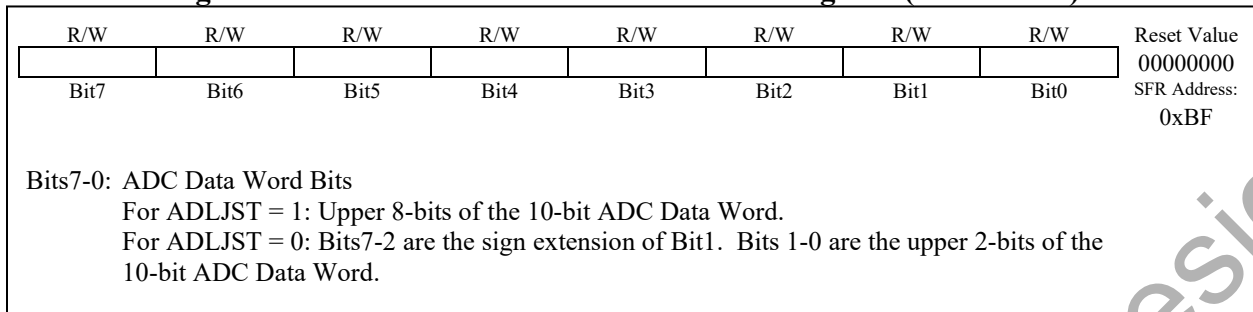 R/W R/W R/W R/W R/W R/W R/W R/W Reset Value
00000000
Bit7 Bit6 Bit5 Bit4 Bit3 Bit2 Bit1 Bit0 SFR Address:
0xBF
Bits7-0: ADC Data Word Bits
For ADLJST = 1: Upper 8-bits of the 10-bit ADC Data Word.
For ADLJST = 0: Bits7-2 are the sign extension of Bit1. Bits 1-0 are the upper 2-bits of the
10-bit ADC Data Word.